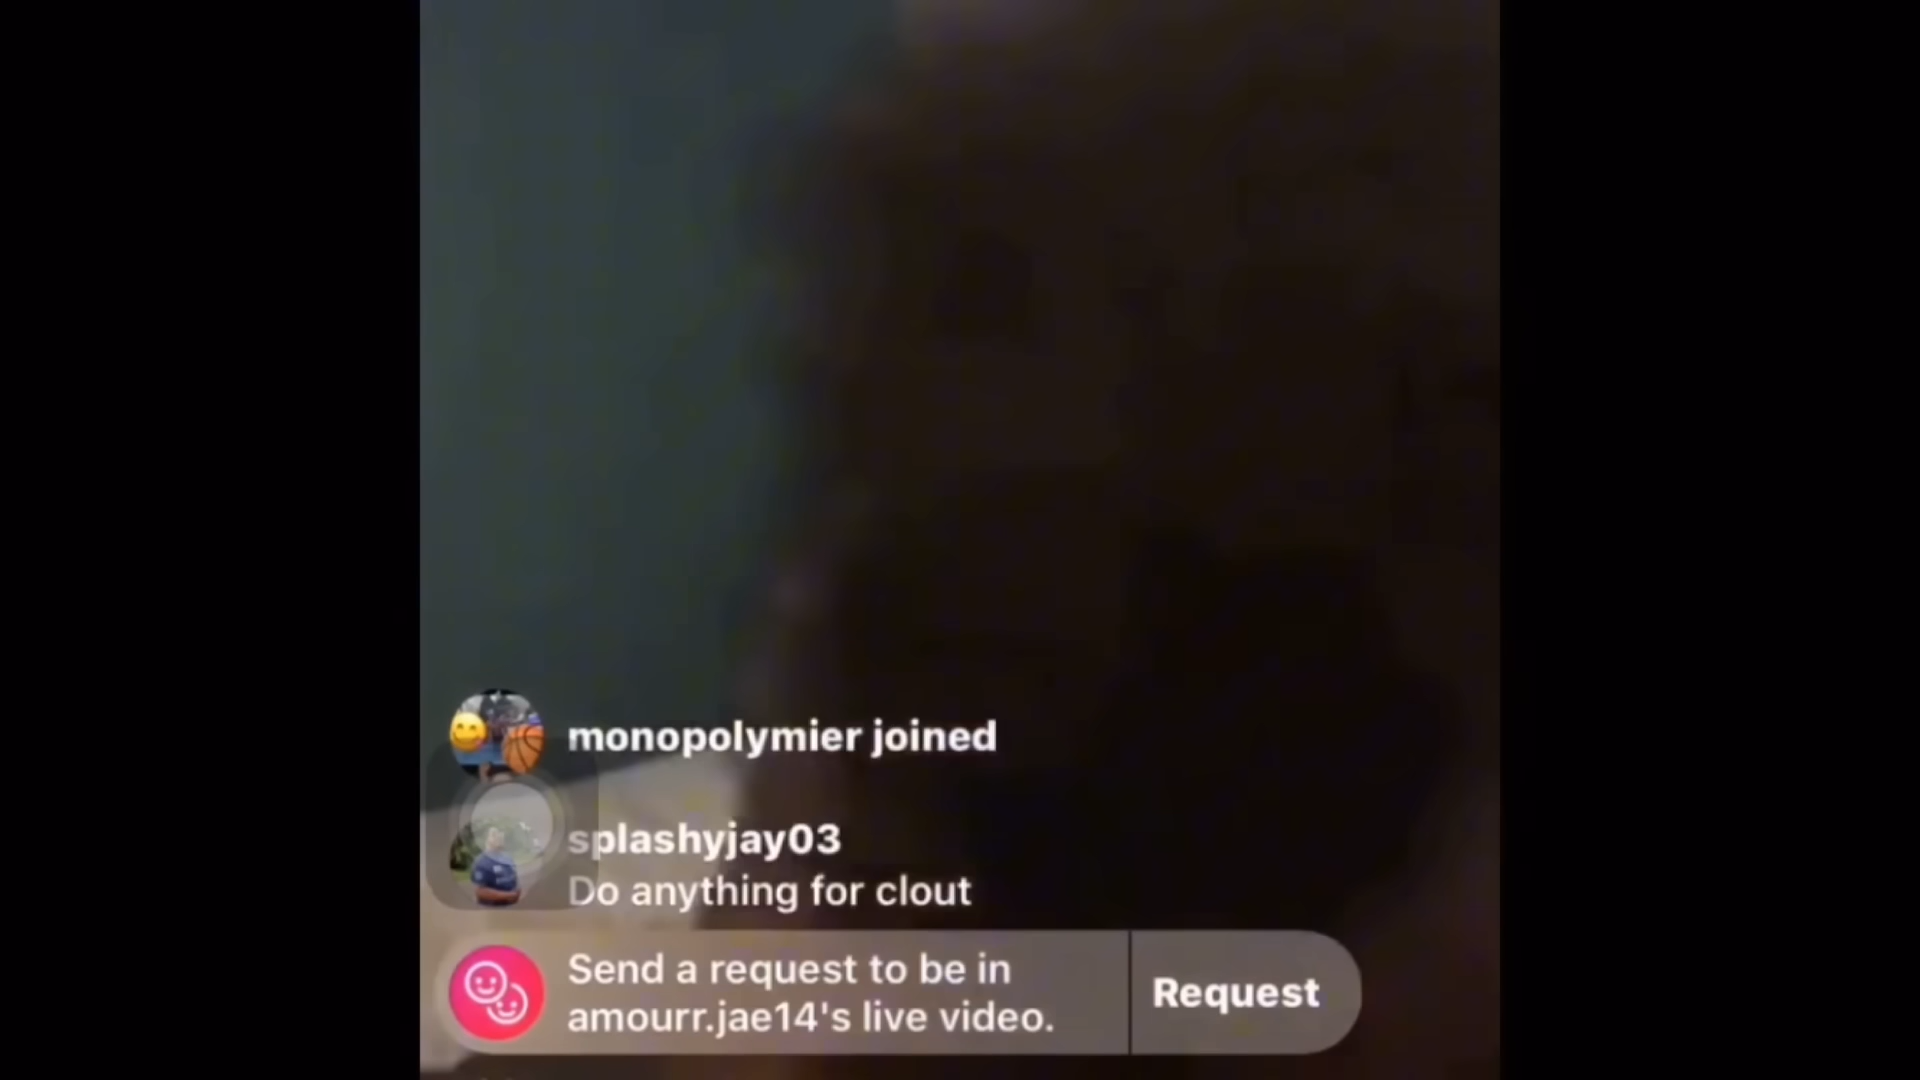 monopolymier joined
splashyjay03
Do anything for clout
Send a request to be in
amourr.jae14's live video.
Request